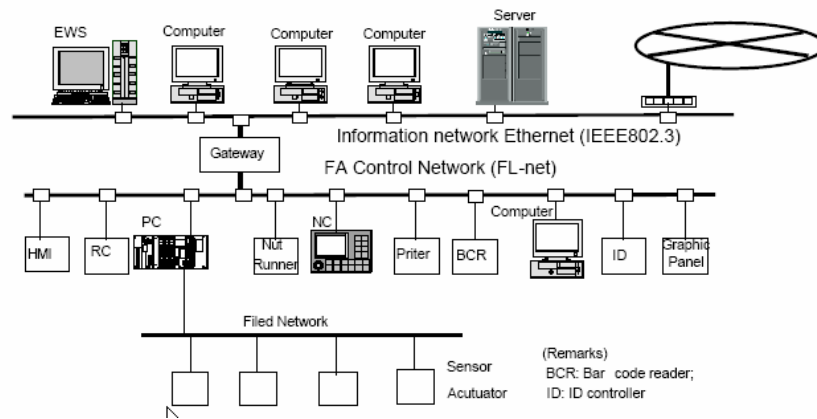 EWS
Computer
Computer
Computer
Server
Information network Ethernet (IEEE802.3)
Gateway
FA Control Network (FL-net)
HMI
RC
PC
Nut
Runner
NC
Priter
BCR
Computer
ID
Graphic
Panel
Filed Network
Sensor
Acutuator
(Remarks)
BCR: Bar code reader;
ID: ID controller